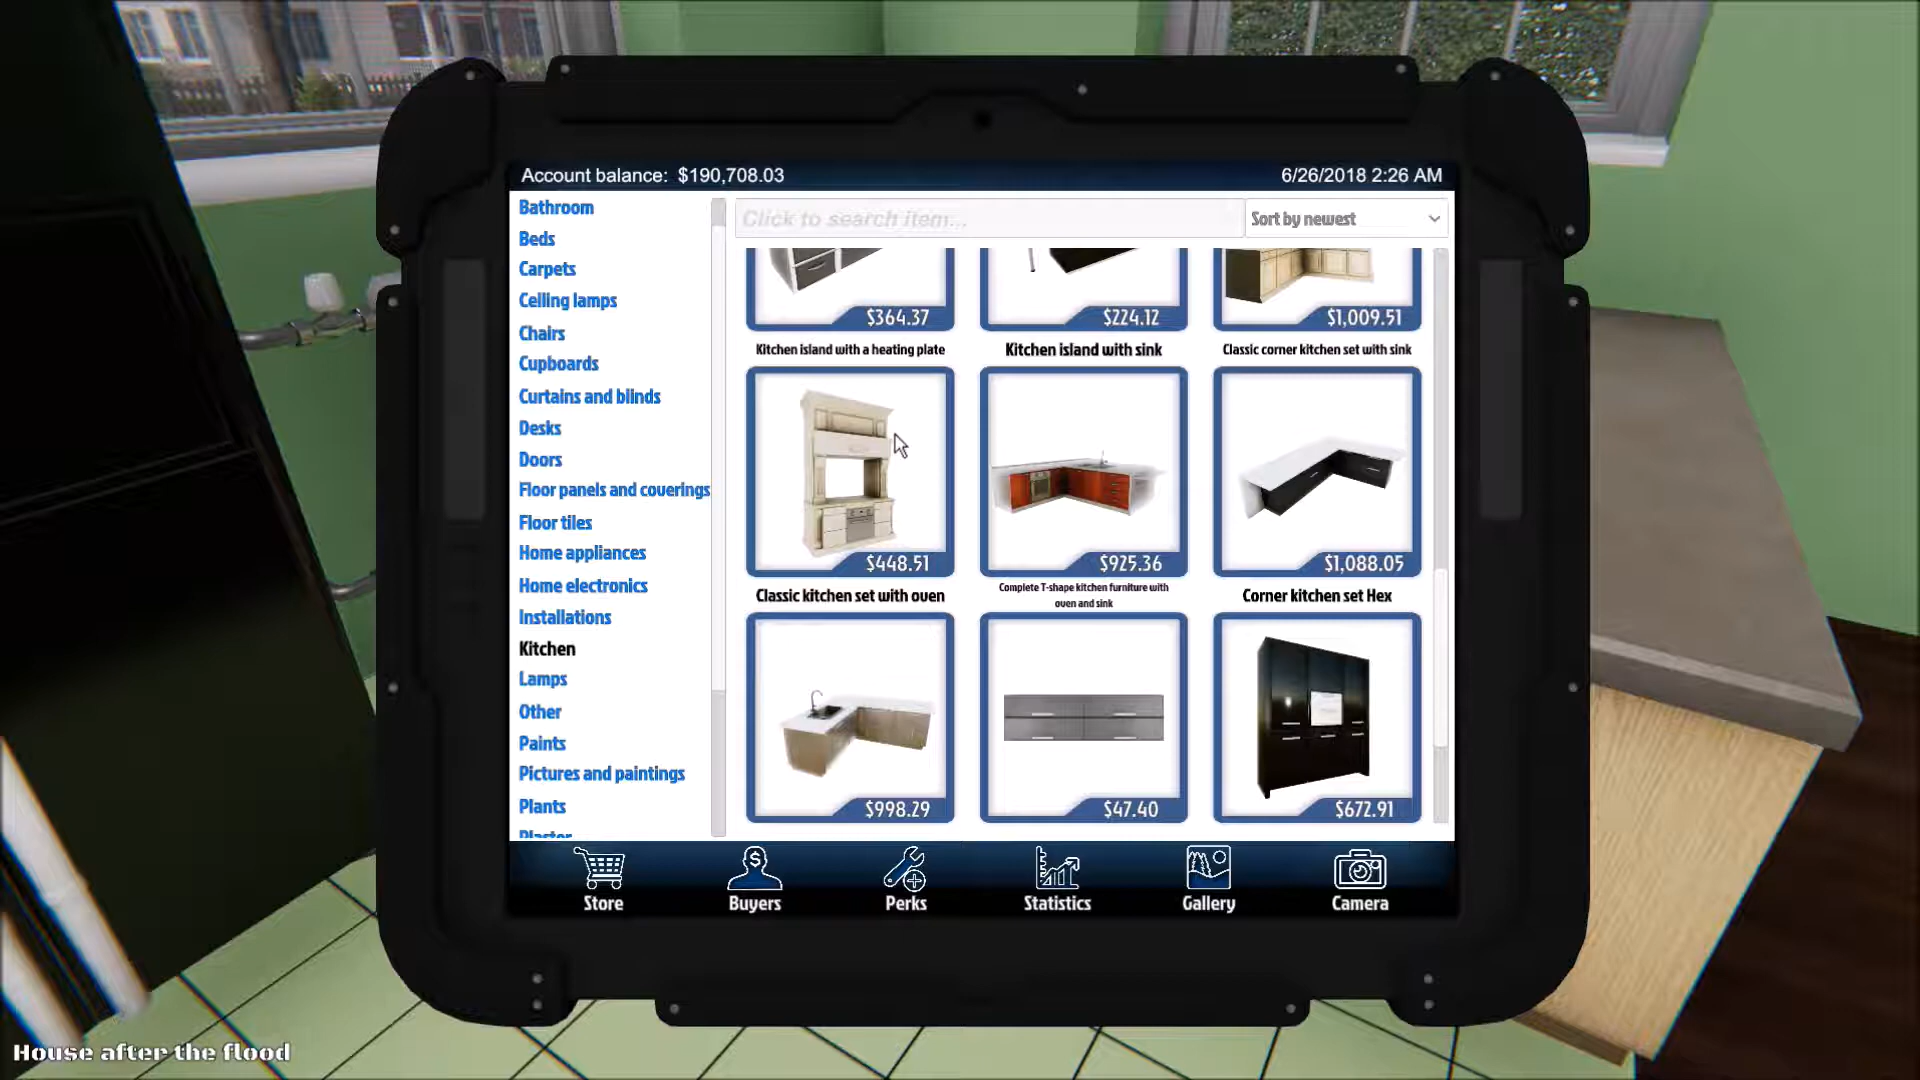 Account balance: $190,708.03
6/26/2018 2:26 AM
Bathroom
Beds
Carpets
Ceiling lamps
Chairs
Cupboards
Curtains and blinds
Desks
Doors
Floor panels and coverings
Floor tiles
Home appliances
Home electronics
Installations
Kitchen
Lamps
Other
Paints
Pictures and paintings
Plants
Plaster
Click to search item...
Sort by newest
$364.37
$224.12
$1,009.51
Kitchen island with a heating plate
Kitchen island with sink
Classic corner kitchen set with sink
$448.51
$925.36
$1,088.05
Classic kitchen set with oven
Complete T-shape kitchen furniture with
oven and sink
Corner kitchen set Hex
$998.29
$47.40
$672.91
Store
Buyers
Perks
Statistics
Gallery
Camera
House after the flood